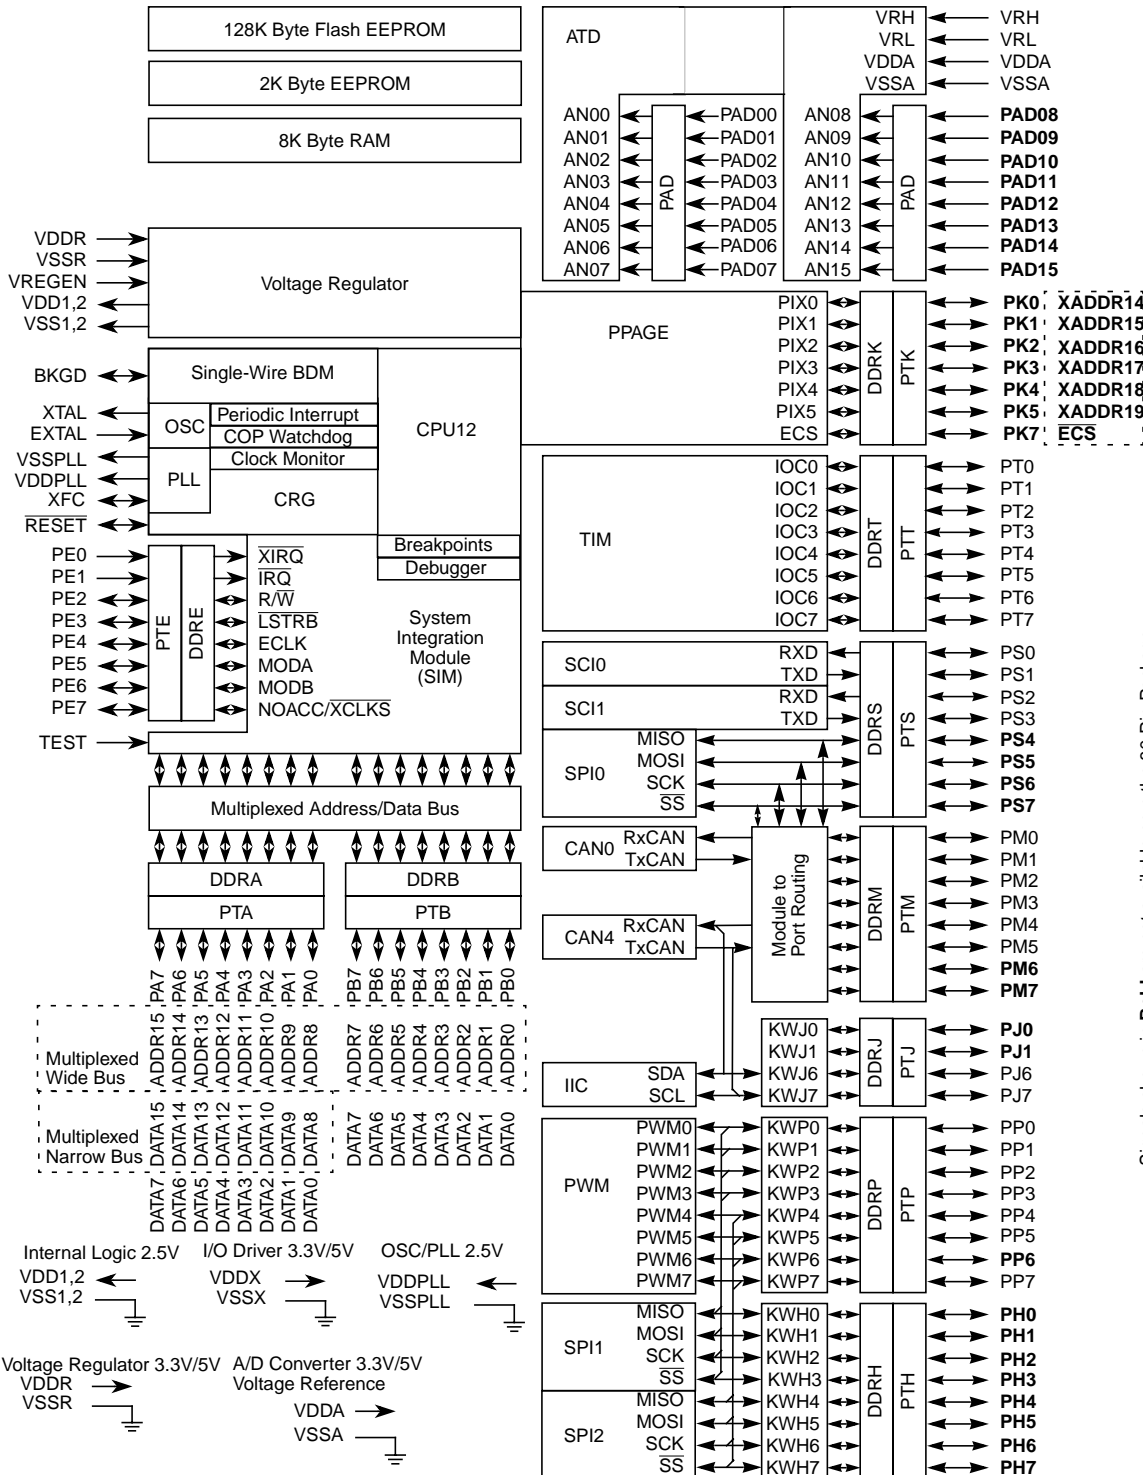 128K Byte Flash EEPROM
2K Byte EEPROM
8K Byte RAM
VDDR
VSSR
VREGEN
VDD1,2
VSS1,2
Voltage Regulator
BKGD
XTAL
EXTAL
VSSPLL
VDDPLL
XFC
RESET
Single-Wire BDM
OSC
PLL
Periodic Interrupt
COP Watchdog
Clock Monitor
CRG
CPU12
Breakpoints
Debugger
PE0
PE1
PE2
PE3
PE4
PE5
PE6
PE7
TEST
PTE
DDRE
XIRQ
IRQ
R/W
LSTRB
ECLK
MODA
MODB
NOACC/XCLKS
System
Integration
Module
(SIM)
Multiplexed Address/Data Bus
DDRA
PTA
DDRB
PTB
PA7
PA6
PA5
PA4
PA3
PA2
PA1
PA0
PB7
PB6
PB5
PB4
PB3
PB2
PB1
PB0
Multiplexed
Wide Bus
ADDR15
ADDR14
ADDR13
ADDR12
ADDR11
ADDR10
ADDR9
ADDR8
ADDR7
ADDR6
ADDR5
ADDR4
ADDR3
ADDR2
ADDR1
ADDR0
DATA15
DATA14
DATA13
DATA12
DATA11
DATA10
DATA9
DATA8
DATA7
DATA6
DATA5
DATA4
DATA3
DATA2
DATA1
DATA0
Multiplexed
Narrow Bus
DATA7
DATA6
DATA5
DATA4
DATA3
DATA2
DATA1
DATA0
Internal Logic 2.5V
VDD1,2
VSS1,2
I/O Driver 3.3V/5V
VDDX
VSSX
OSC/PLL 2.5V
VDDPLL
VSSPLL
Voltage Regulator 3.3V/5V
VDDR
VSSR
A/D Converter 3.3V/5V
Voltage Reference
VDDA
VSSA
ATD
VRH
VRL
VDDA
VSSA
VRH
VRL
VDDA
VSSA
AN00
AN01
AN02
AN03
AN04
AN05
AN06
AN07
PAD
PAD00
PAD01
PAD02
PAD03
PAD04
PAD05
PAD06
PAD07
AN08
AN09
AN10
AN11
AN12
AN13
AN14
AN15
PAD
PAD08
PAD09
PAD10
PAD11
PAD12
PAD13
PAD14
PAD15
PPAGE
PIX0
PIX1
PIX2
PIX3
PIX4
PIX5
ECS
DDRK
PTK
PK0 XADDR14
PK1 XADDR15
PK2 XADDR16
PK3 XADDR17
PK4 XADDR18
PK5 XADDR19
PK7 ECS
TIM
IOC0
IOC1
IOC2
IOC3
IOC4
IOC5
IOC6
IOC7
DDRT
PTT
PT0
PT1
PT2
PT3
PT4
PT5
PT6
PT7
SCI0
RXD
TXD
SCI1
RXD
TXD
SPI0
MISO
MOSI
SCK
SS
DDRS
PTS
PS0
PS1
PS2
PS3
PS4
PS5
PS6
PS7
CAN0
RxCAN
TxCAN
CAN4
RxCAN
TxCAN
Module to
Port Routing
DDRM
PTM
PM0
PM1
PM2
PM3
PM4
PM5
PM6
PM7
IIC
SDA
SCL
KWJ0
KWJ1
KWJ6
KWJ7
DDRJ
PTJ
PJ0
PJ1
PJ6
PJ7
PWM
PWM0
PWM1
PWM2
PWM3
PWM4
PWM5
PWM6
PWM7
KWP0
KWP1
KWP2
KWP3
KWP4
KWP5
KWP6
KWP7
DDRP
PTP
PP0
PP1
PP2
PP3
PP4
PP5
PP6
PP7
SPI1
MISO
MOSI
SCK
SS
SPI2
MISO
MOSI
SCK
SS
KWH0
KWH1
KWH2
KWH3
KWH4
KWH5
KWH6
KWH7
DDRH
PTH
PH0
PH1
PH2
PH3
PH4
PH5
PH6
PH7